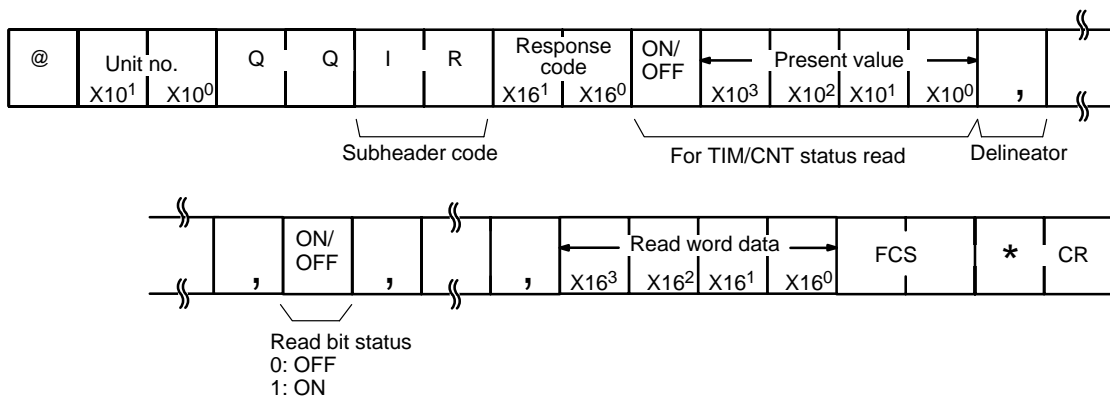 @ Unit no. Q Q I R Response code ON/OFF Present value ,
X10¹ X10⁰ X16¹ X16⁰ X10³ X10² X10¹ X10⁰
Subheader code For TIM/CNT status read Delineator
, ON/OFF , , Read word data FCS * CR
X16³ X16² X16¹ X16⁰
Read bit status
0: OFF
1: ON